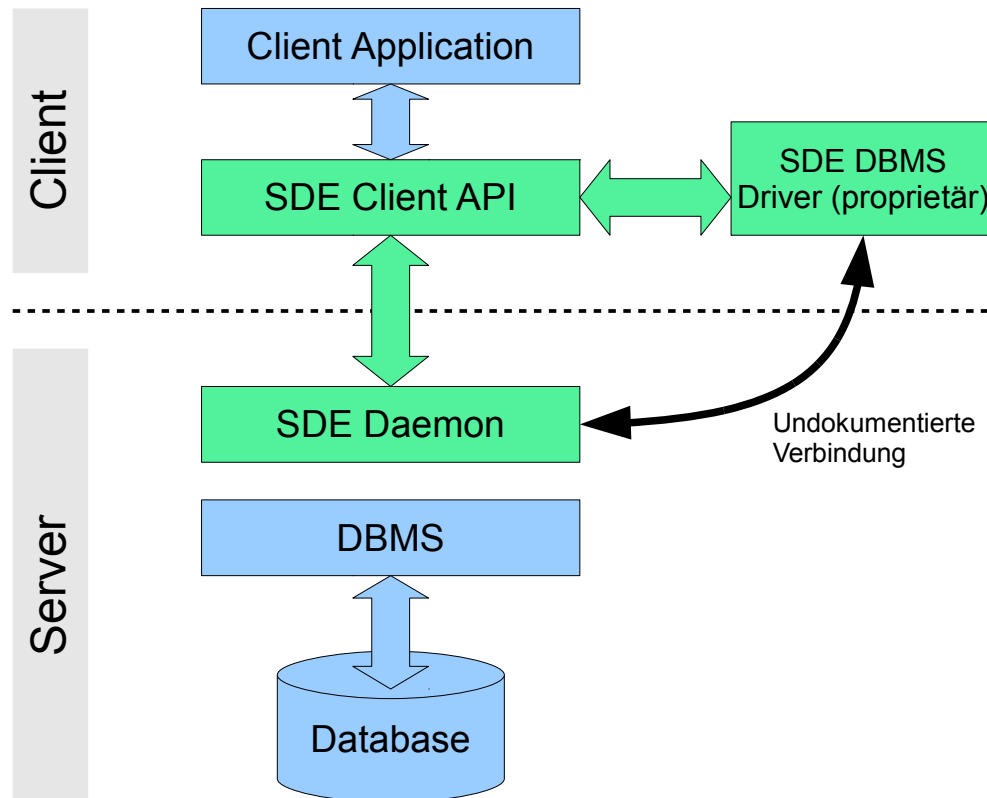 Client
Client Application
SDE Client API
SDE DBMS
Driver (proprietär)
Server
SDE Daemon
Undokumentierte
Verbindung
DBMS
Database